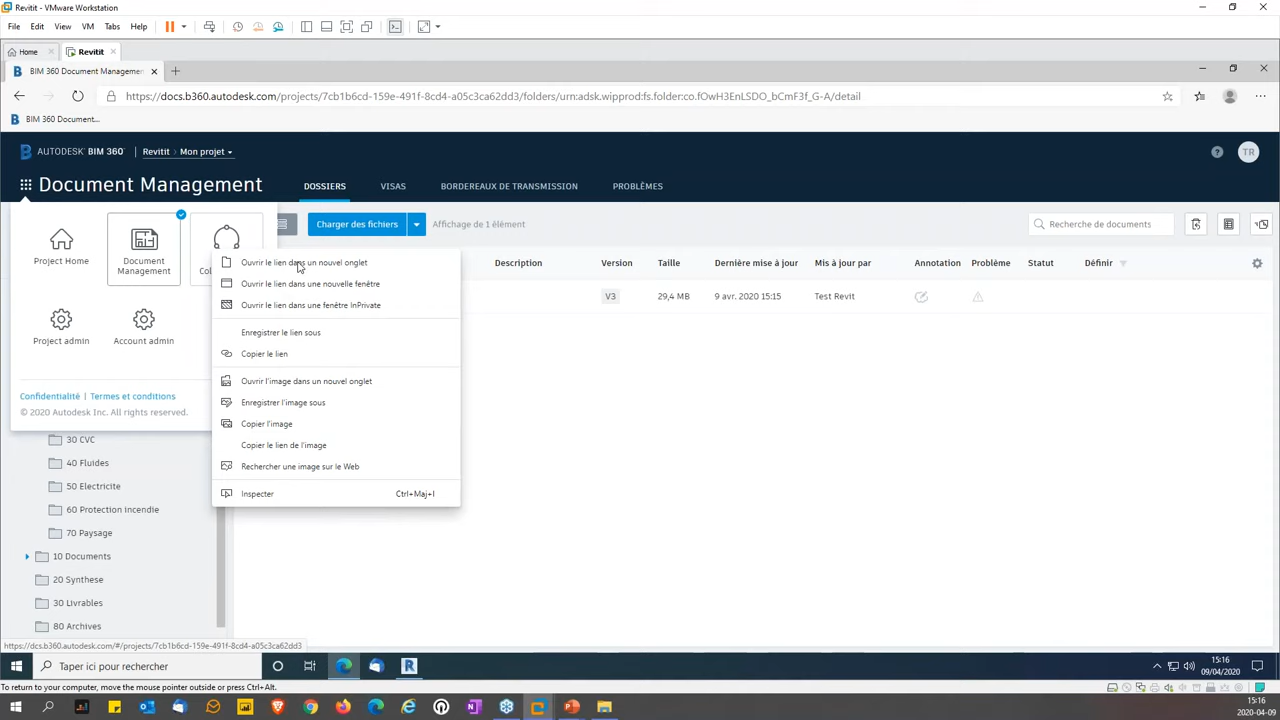 Revitit - VMware Workstation
File Edit View VM Tabs Help
Home Revitit
BIM 360 Document Managemen
https://docs.b360.autodesk.com/projects/7cb1b6cd-159e-491f-8cd4-a05c3ca62dd3/folders/urn:adsk.wipprod:fs.folder:co.fOwH3EnLSDO_bCmF3f_G-A/detail
BIM 360 Document...
AUTODESK BIM 360 Revitit > Mon projet
TR
Document Management DOSSIERS VISAS BORDEREAUX DE TRANSMISSION PROBLÈMES
Charger des fichiers Affichage de 1 élément Recherche de documents
Project Home Document Management
Description Version Taille Dernière mise à jour Mis à jour par Annotation Problème Statut Définir
V3 29,4 MB 9 avr. 2020 15:15 Test Revit
Ouvrir le lien dans un nouvel onglet
Ouvrir le lien dans une nouvelle fenêtre
Ouvrir le lien dans une fenêtre InPrivate
Enregistrer le lien sous
Copier le lien
Ouvrir l'image dans un nouvel onglet
Enregistrer l'image sous
Copier l'image
Copier le lien de l'image
Rechercher une image sur le Web
Inspecter Ctrl+Maj+I
Project admin Account admin
Confidentialité Termes et conditions
© 2020 Autodesk Inc. All rights reserved.
30 CVC
40 Fluides
50 Electricite
60 Protection incendie
70 Paysage
10 Documents
20 Synthese
30 Livrables
80 Archives
https://dcs.b360.autodesk.com/#/projects/7cb1b6cd-159e-491f-8cd4-a05c3ca62dd3
Taper ici pour rechercher
15:16
09/04/2020
To return to your computer, move the mouse pointer outside or press Ctrl+Alt.
15:16
2020-04-09